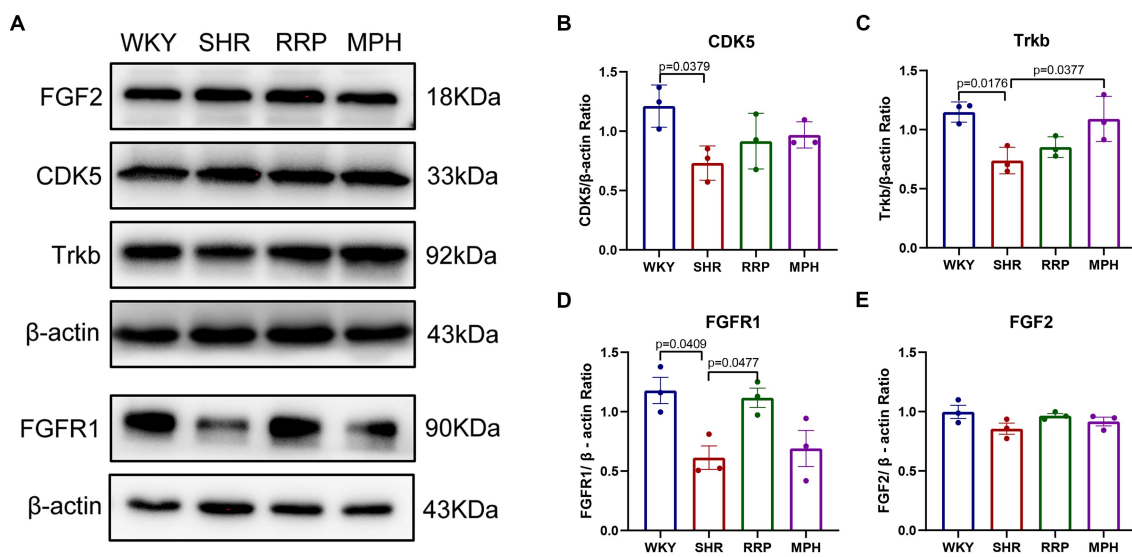 A
WKY SHR RRP MPH
FGF2 18KDa
CDK5 33kDa
Trkb 92kDa
β-actin 43kDa
FGFR1 90KDa
β-actin 43KDa
B
CDK5
p=0.0379
CDK5/β-actin Ratio
1.5
1.0
0.5
0.0
WKY SHR RRP MPH
C
Trkb
p=0.0377
p=0.0176
Trkb/β-actin Ratio
1.5
1.0
0.5
0.0
WKY SHR RRP MPH
D
FGFR1
p=0.0409
p=0.0477
FGFR1/ β - actin Ratio
1.5
1.0
0.5
0.0
WKY SHR RRP MPH
E
FGF2
FGF2/ β - actin Ratio
1.5
1.0
0.5
0.0
WKY SHR RRP MPH